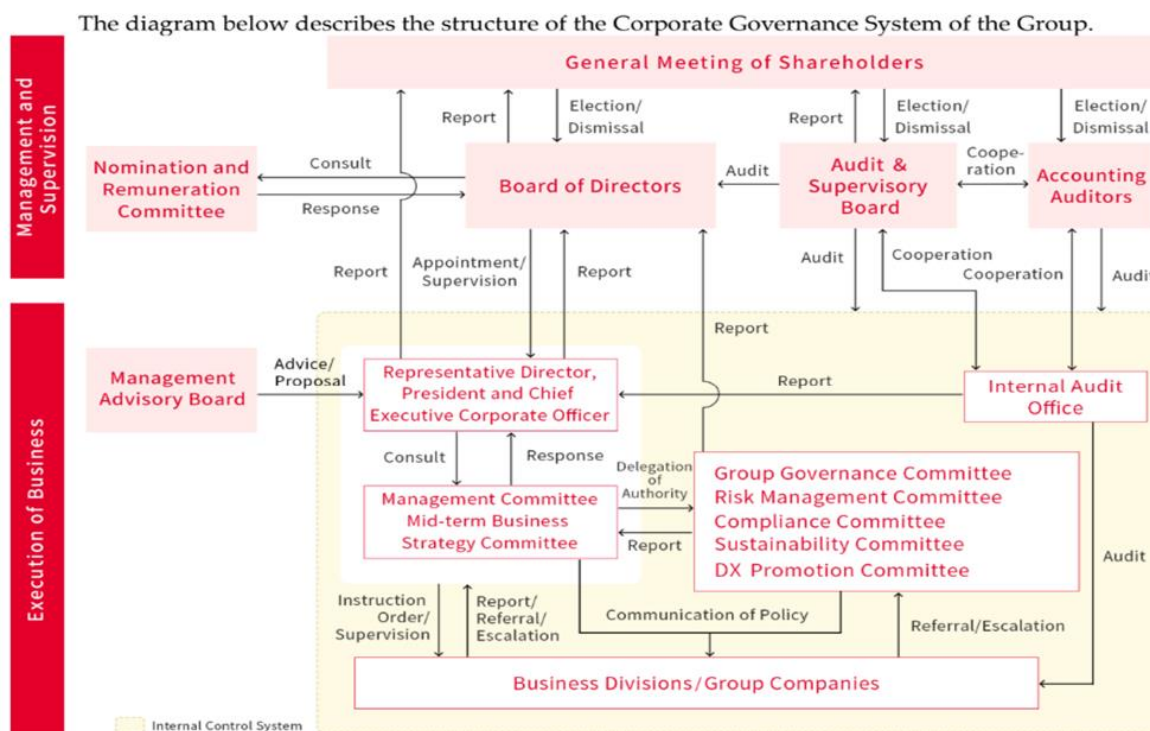 The diagram below describes the structure of the Corporate Governance System of the Group.
Management and
Supervision
General Meeting of Shareholders
Report
Election/
Dismissal
Report
Election/
Dismissal
Election/
Dismissal
Nomination and
Remuneration
Committee
Consult
Response
Board of Directors
Audit
Audit &
Supervisory
Board
Coope-
ration
Accounting
Auditors
Report
Appointment/
Supervision
Report
Report
Audit
Cooperation
Cooperation
Audit
Execution of Business
Management
Advisory Board
Advice/
Proposal
Representative Director,
President and Chief
Executive Corporate Officer
Report
Internal Audit
Office
Consult
Response
Delegation
of
Authority
Report
Management Committee
Mid-term Business
Strategy Committee
Group Governance Committee
Risk Management Committee
Compliance Committee
Sustainability Committee
DX Promotion Committee
Audit
Instruction
Order/
Supervision
Report/
Referral/
Escalation
Communication of Policy
Referral/Escalation
Business Divisions/Group Companies
Internal Control System